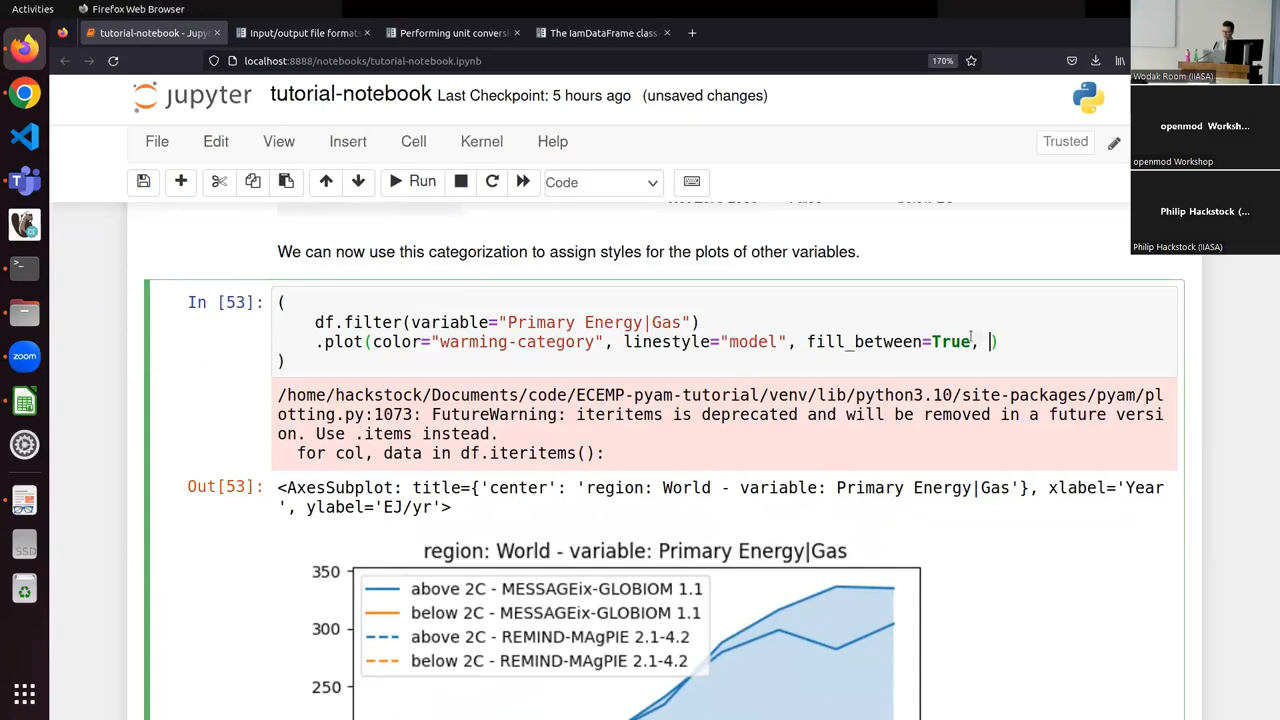 Activities
Firefox Web Browser
tutorial-notebook - Jupyt
Input/output file formats
Performing unit conversi
The IamDataFrame class
localhost:8888/notebooks/tutorial-notebook.ipynb
170%
jupyter
tutorial-notebook Last Checkpoint: 5 hours ago (unsaved changes)
File Edit View Insert Cell Kernel Help
Trusted
Run
Code
We can now use this categorization to assign styles for the plots of other variables.
In [53]:
(
df.filter(variable="Primary Energy|Gas")
.plot(color="warming-category", linestyle="model", fill_between=True, )
)
/home/hackstock/Documents/code/ECEMP-pyam-tutorial/venv/lib/python3.10/site-packages/pyam/pl
otting.py:1073: FutureWarning: iteritems is deprecated and will be removed in a future versi
on. Use .items instead.
for col, data in df.iteritems():
Out[53]:
<AxesSubplot: title={'center': 'region: World - variable: Primary Energy|Gas'}, xlabel='Year
', ylabel='EJ/yr'>
region: World - variable: Primary Energy|Gas
350
300
250
above 2C - MESSAGEix-GLOBIOM 1.1
below 2C - MESSAGEix-GLOBIOM 1.1
above 2C - REMIND-MAgPIE 2.1-4.2
below 2C - REMIND-MAgPIE 2.1-4.2
Wodak Room (IIASA)
openmod Worksh...
openmod Workshop
Philip Hackstock (...
Philip Hackstock (IIASA)
zoom
SSD